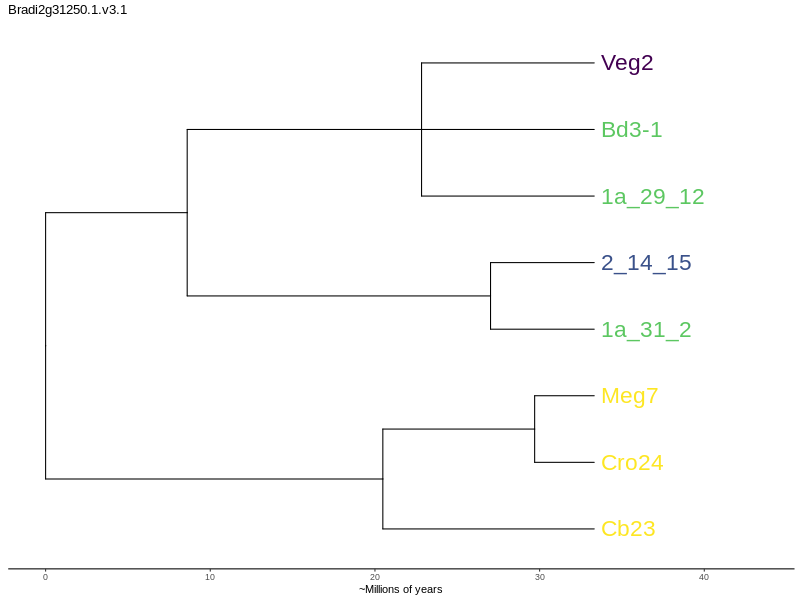 Bradi2g31250.1.v3.1
Veg2
Bd3-1
1a_29_12
2_14_15
1a_31_2
Meg7
Cro24
Cb23
0 10 20 30 40
~Millions of years